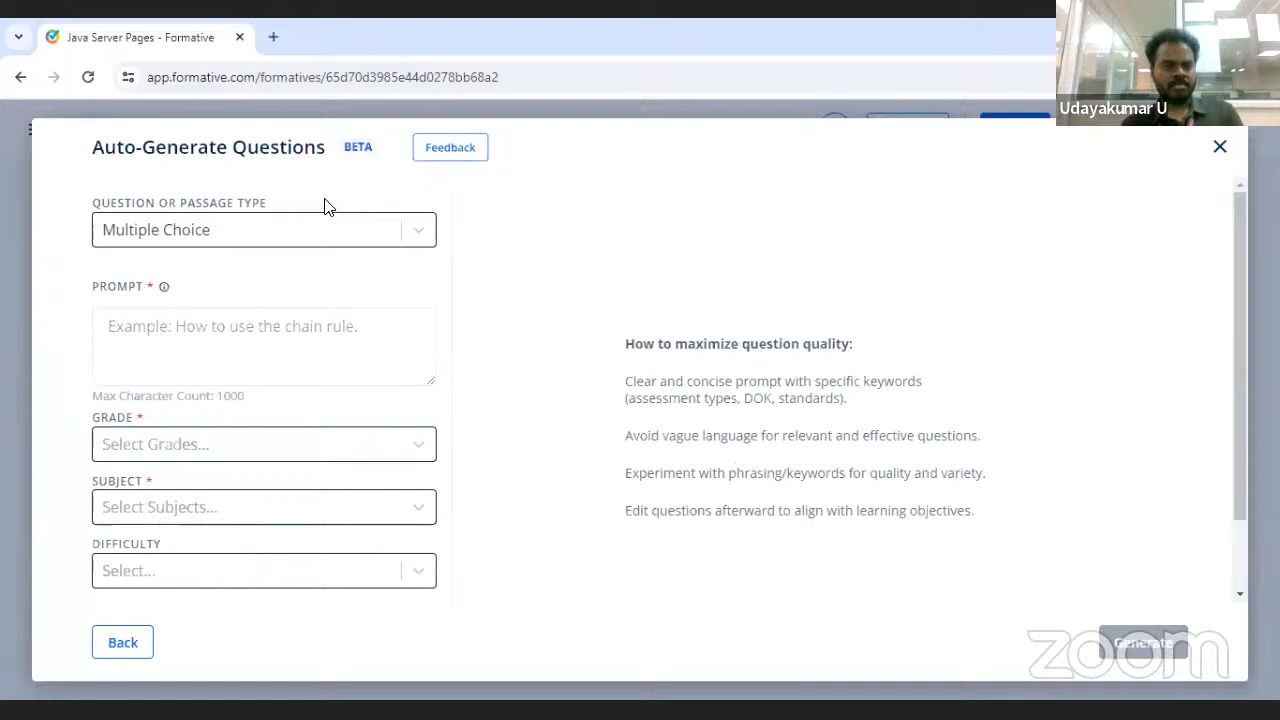 Java Server Pages - Formative
app.formative.com/formatives/65d70d3985e44d0278bb68a2
Udayakumar U
Auto-Generate Questions BETA Feedback
QUESTION OR PASSAGE TYPE
Multiple Choice
PROMPT *
Example: How to use the chain rule.
Max Character Count: 1000
GRADE *
Select Grades...
SUBJECT *
Select Subjects...
DIFFICULTY
Select...
How to maximize question quality:
Clear and concise prompt with specific keywords
(assessment types, DOK, standards).
Avoid vague language for relevant and effective questions.
Experiment with phrasing/keywords for quality and variety.
Edit questions afterward to align with learning objectives.
Back
Generate
zoom